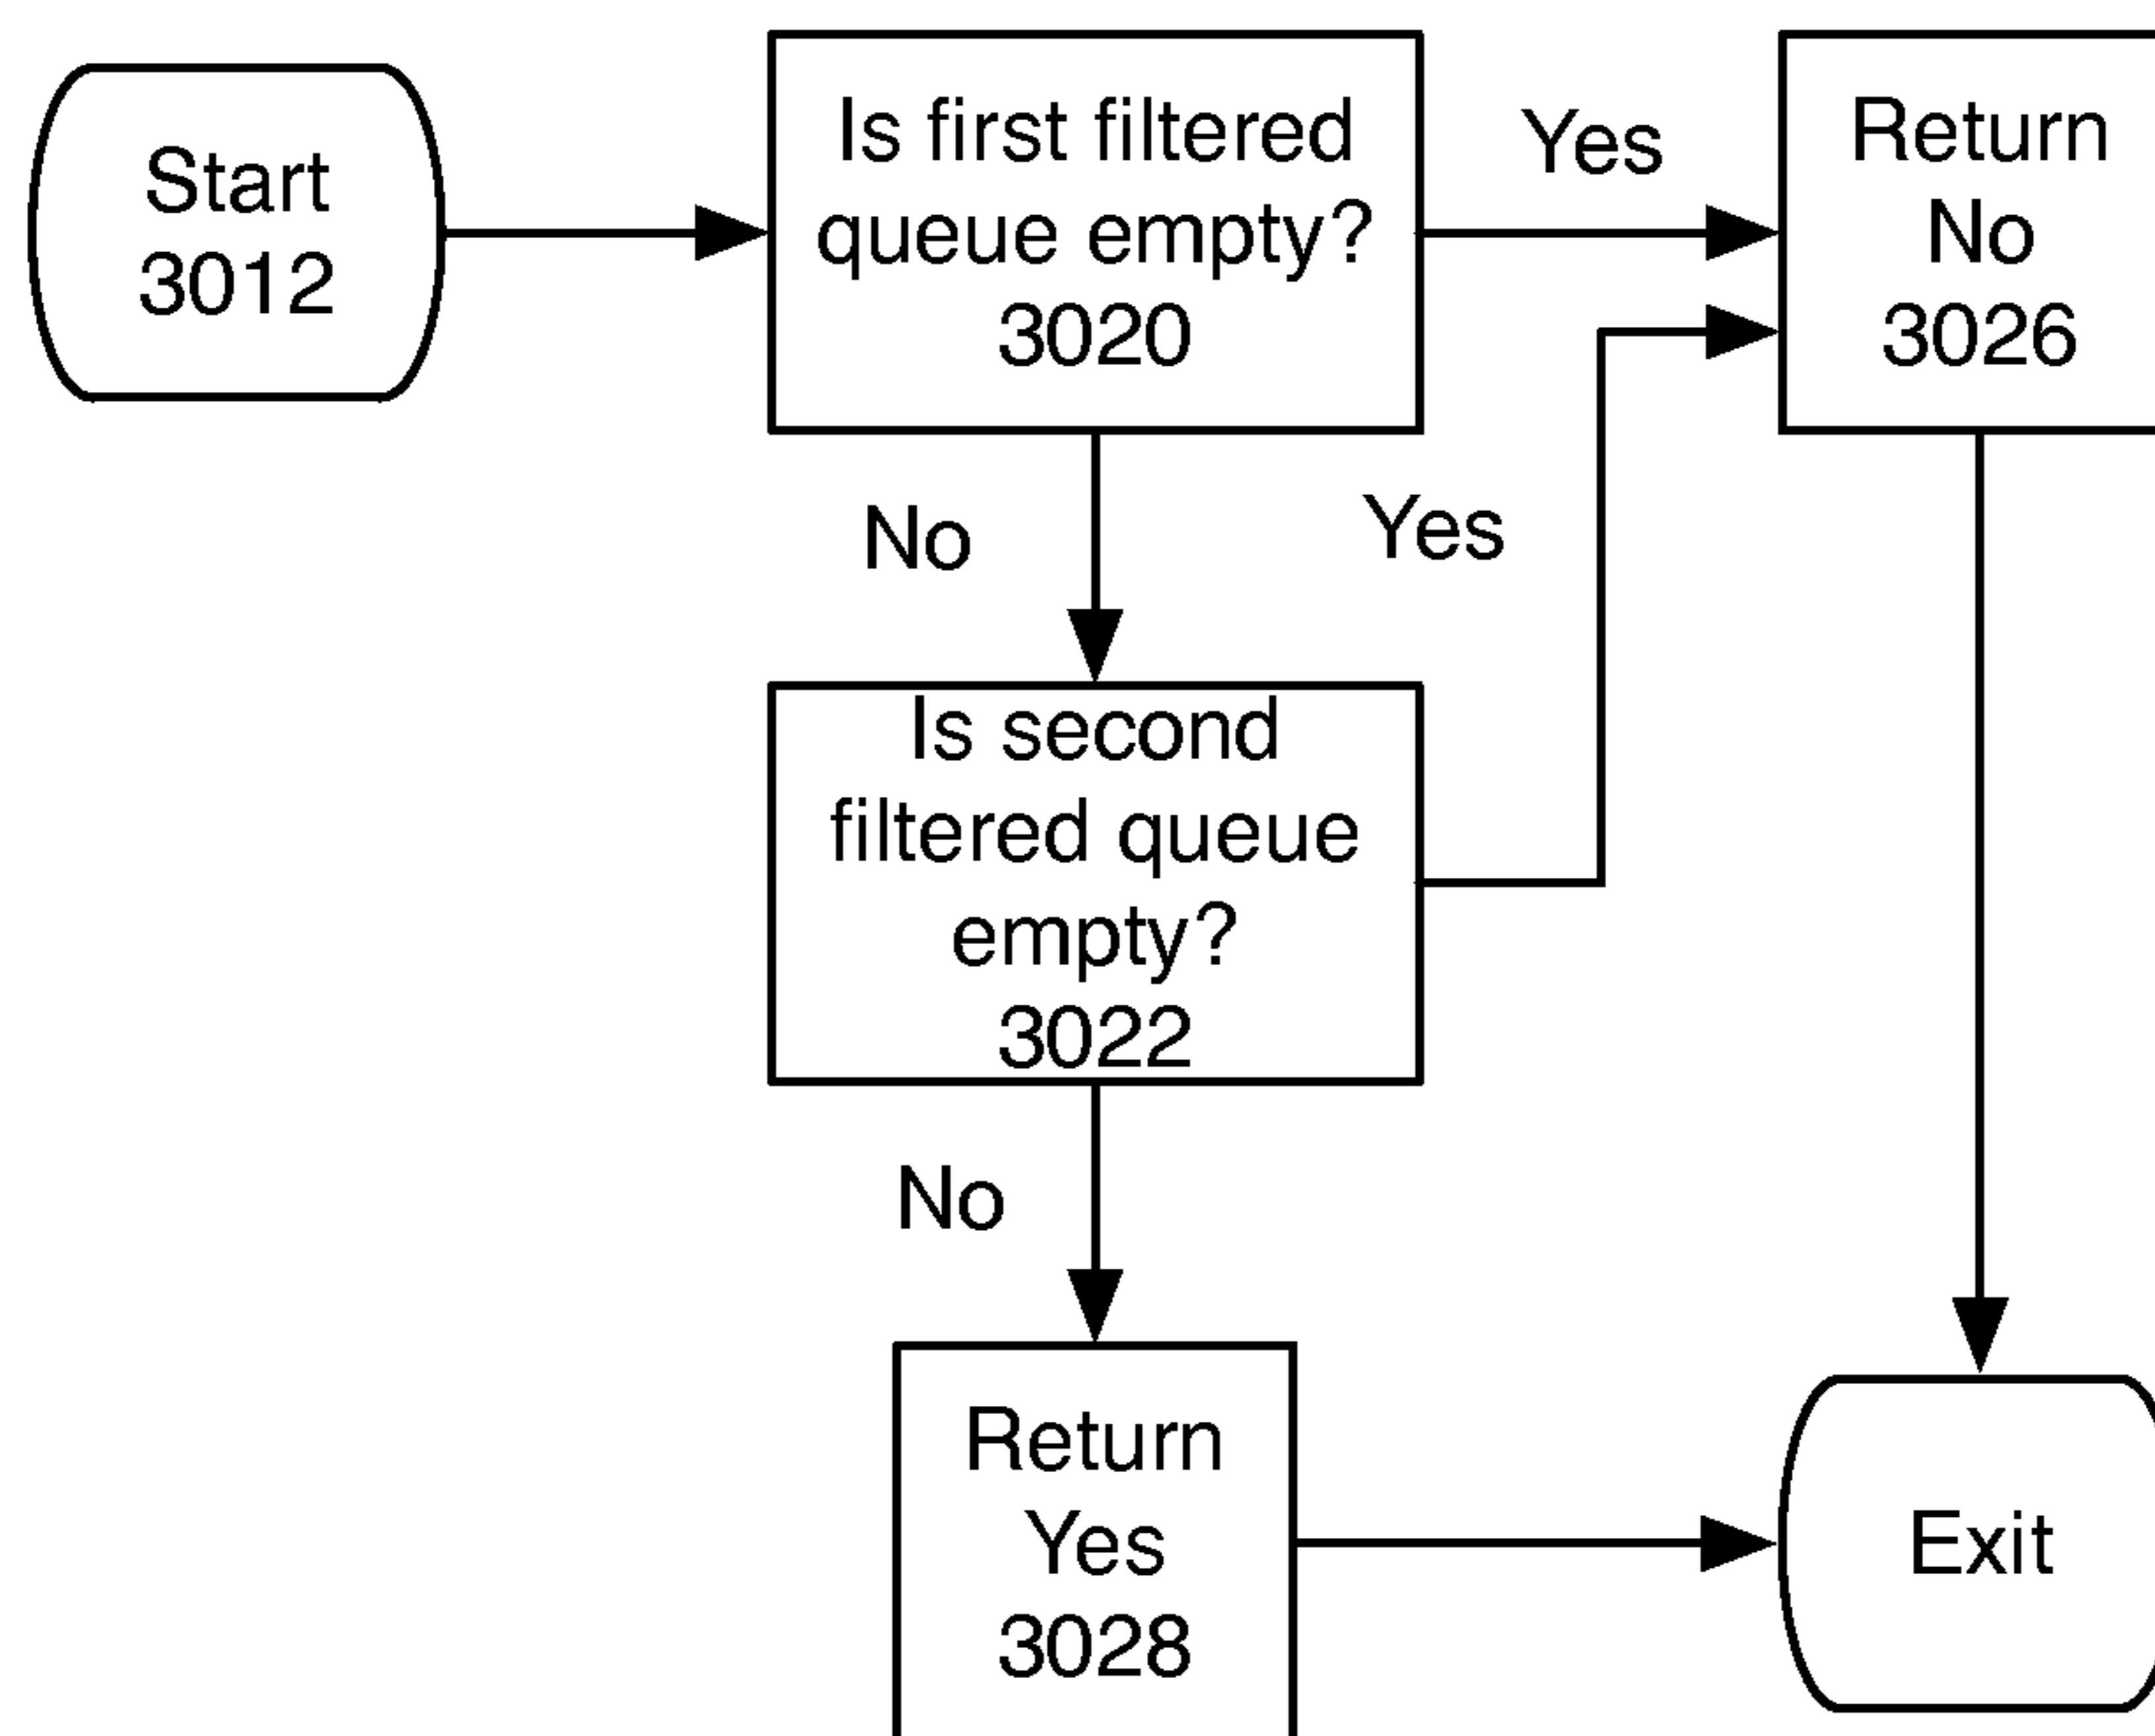 Start
3012
Is first filtered
queue empty?
3020
Yes
Return
No
3026
No
Yes
Is second
filtered queue
empty?
3022
No
Return
Yes
3028
Exit